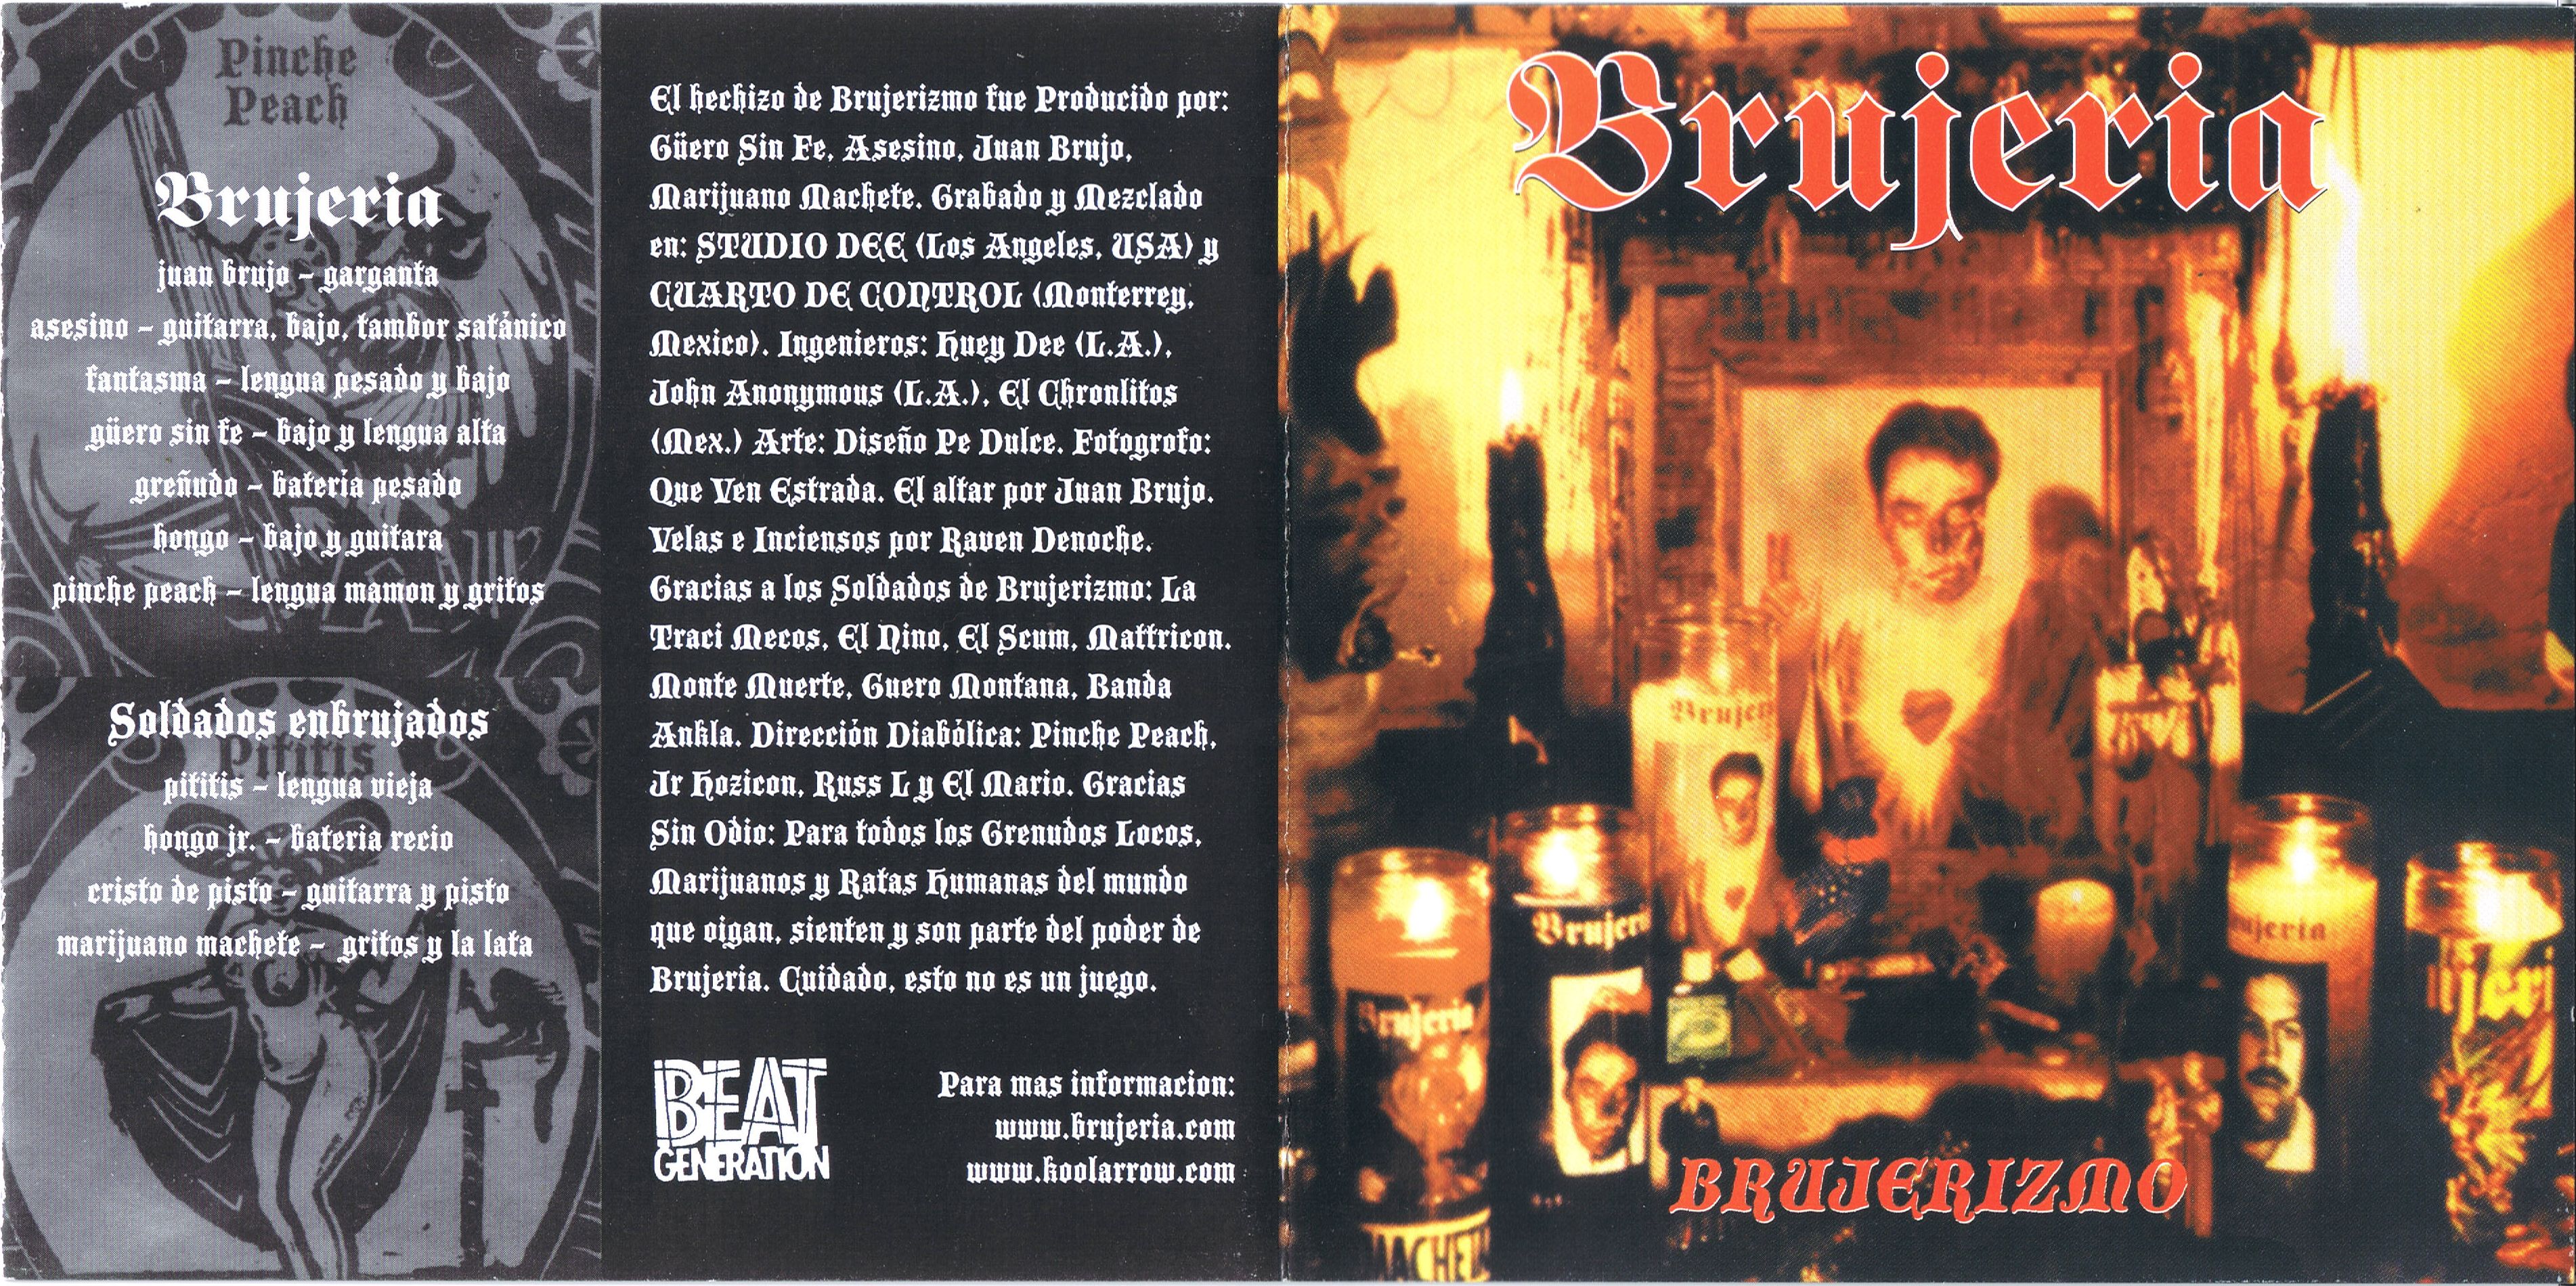 Pinche
Peach
Brujeria
juan brujo – garganta
asesino – guitarra, bajo, tambor satánico
fantasma – lengua pesado y bajo
güero sin fe – bajo y lengua alta
greñudo – batería pesado
hongo – bajo y guitara
pinche peach – lengua mamon y gritos
Soldados enbrujados
Pititis
pititis – lengua vieja
hongo jr. – bateria recio
cristo de pisto – guitarra y pisto
marijuano machete – gritos y la lata
El hechizo de Brujerizmo fue Producido por:
Güero Sin Fe, Asesino, Juan Brujo,
Marijuano Machete. Grabado y Mezclado
en: STUDIO DEE (Los Angeles, USA) y
CUARTO DE CONTROL (Monterrey,
Mexico). Ingenieros: Huey Dee (L.A.),
John Anonymous (L.A.), El Chronlitos
(Mex.) Arte: Diseño Pe Dulce. Fotografo:
Que Ven Estrada. El altar por Juan Brujo.
Velas e Inciensos por Raven Denoche.
Gracias a los Soldados de Brujerizmo: La
Traci Mecos, El Nino, El Scum, Mattricon,
Monte Muerte, Guero Montana, Banda
Ankla. Dirección Diabólica: Pinche Peach,
Jr Hozicon, Russ L y El Mario. Gracias
Sin Odio: Para todos los Grenudos Locos,
Marijuanos y Ratas Humanas del mundo
que oigan, sienten y son parte del poder de
Brujeria. Cuidado, esto no es un juego.
BEAT
GENERATION
Para mas informacion:
www.brujeria.com
www.koolarrow.com
Brujeria
Brujeri
Brujeri
Brujeria
ujeria
ujeri
BRUJERIZMO
MACHE